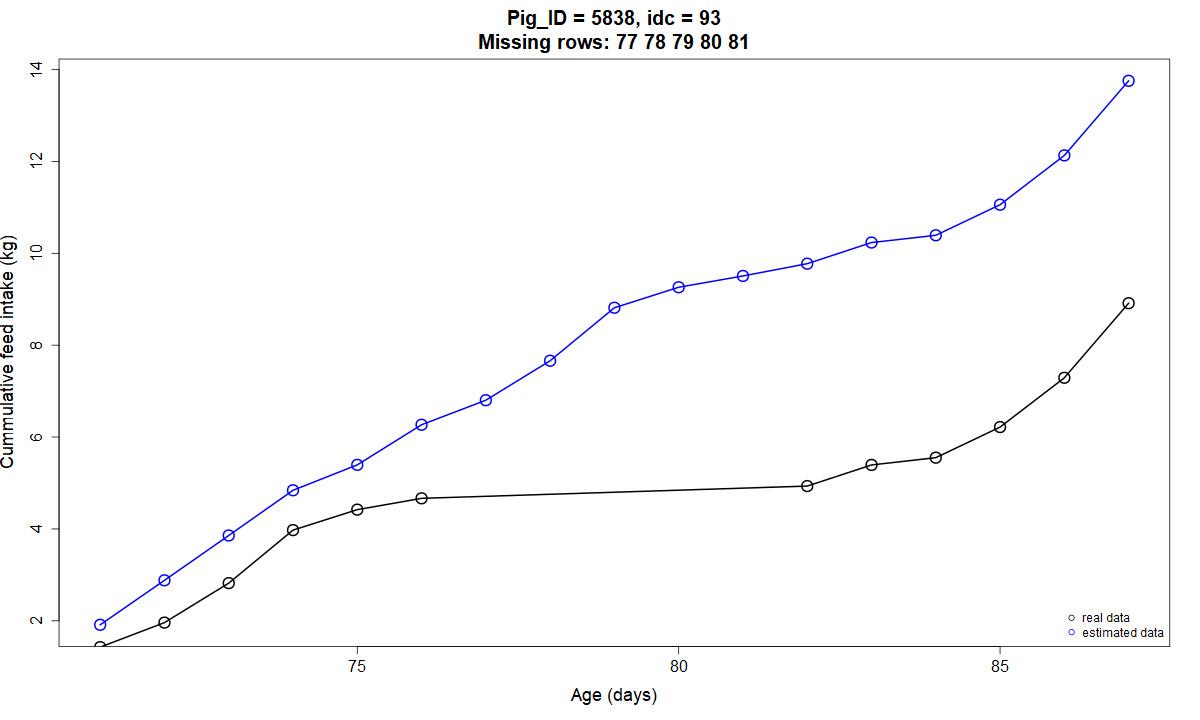 Pig_ID = 5838, idc = 93
Missing rows: 77 78 79 80 81
Cummulative feed intake (kg)
14
12
10
8
6
4
2
75 80 85
Age (days)
real data
estimated data